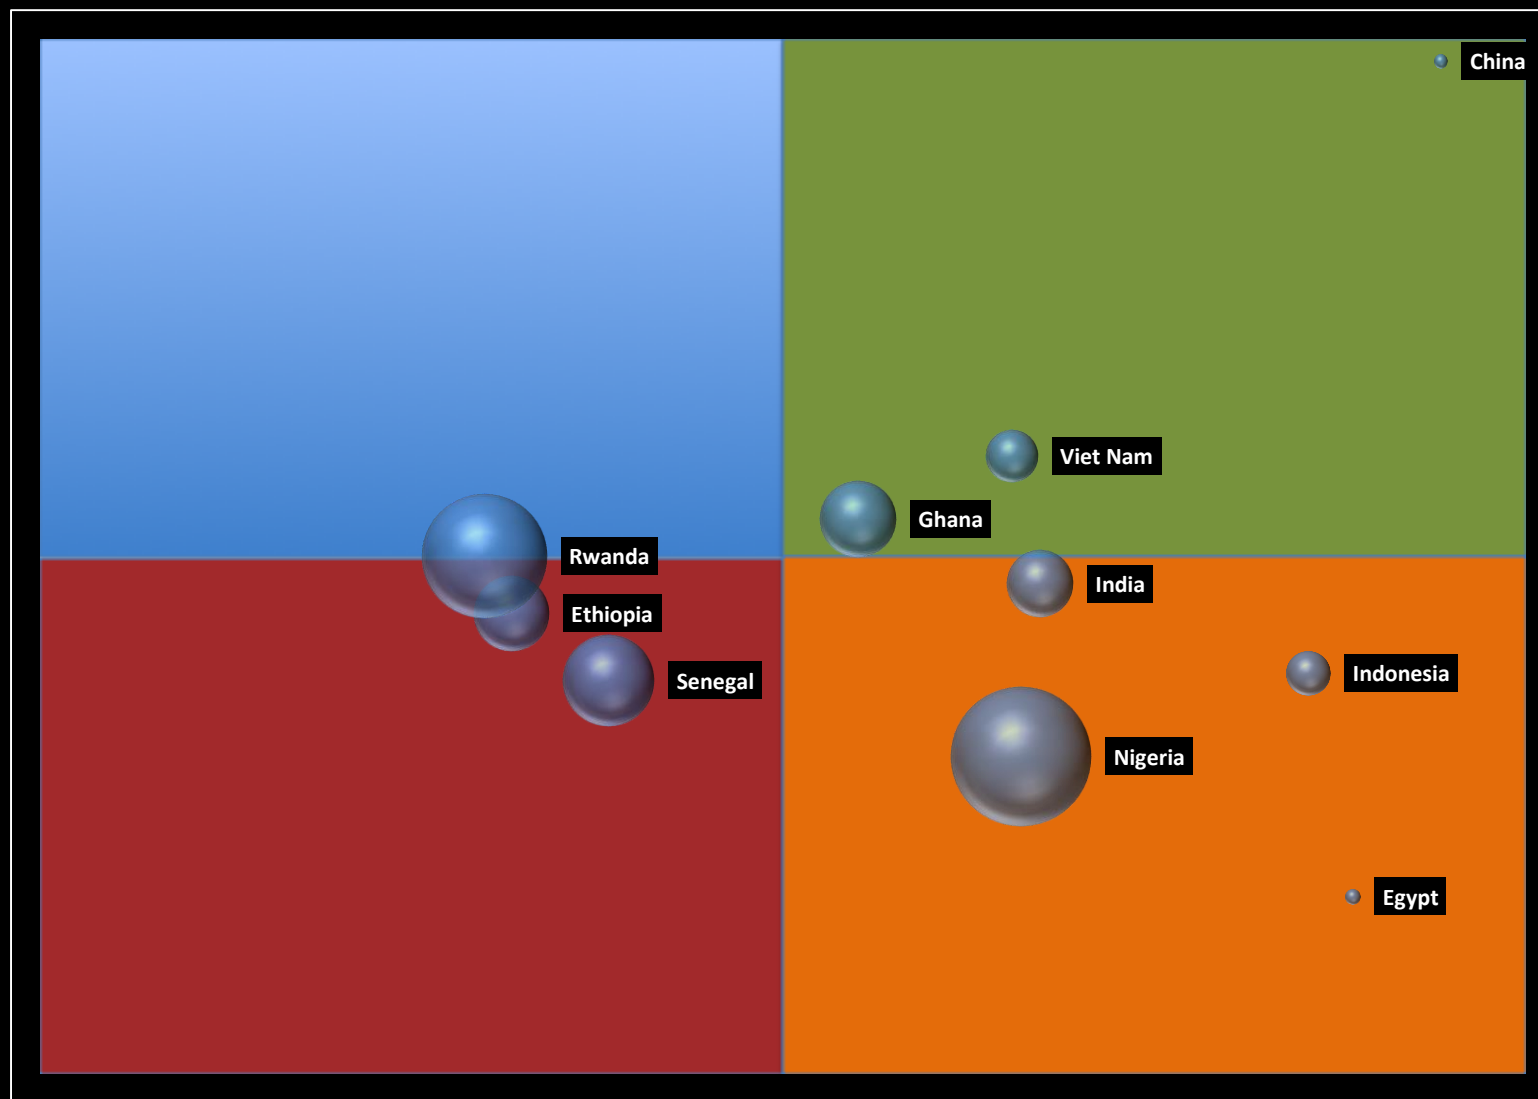 China
Viet Nam
Ghana
Rwanda
India
Ethiopia
Indonesia
Senegal
Nigeria
Egypt